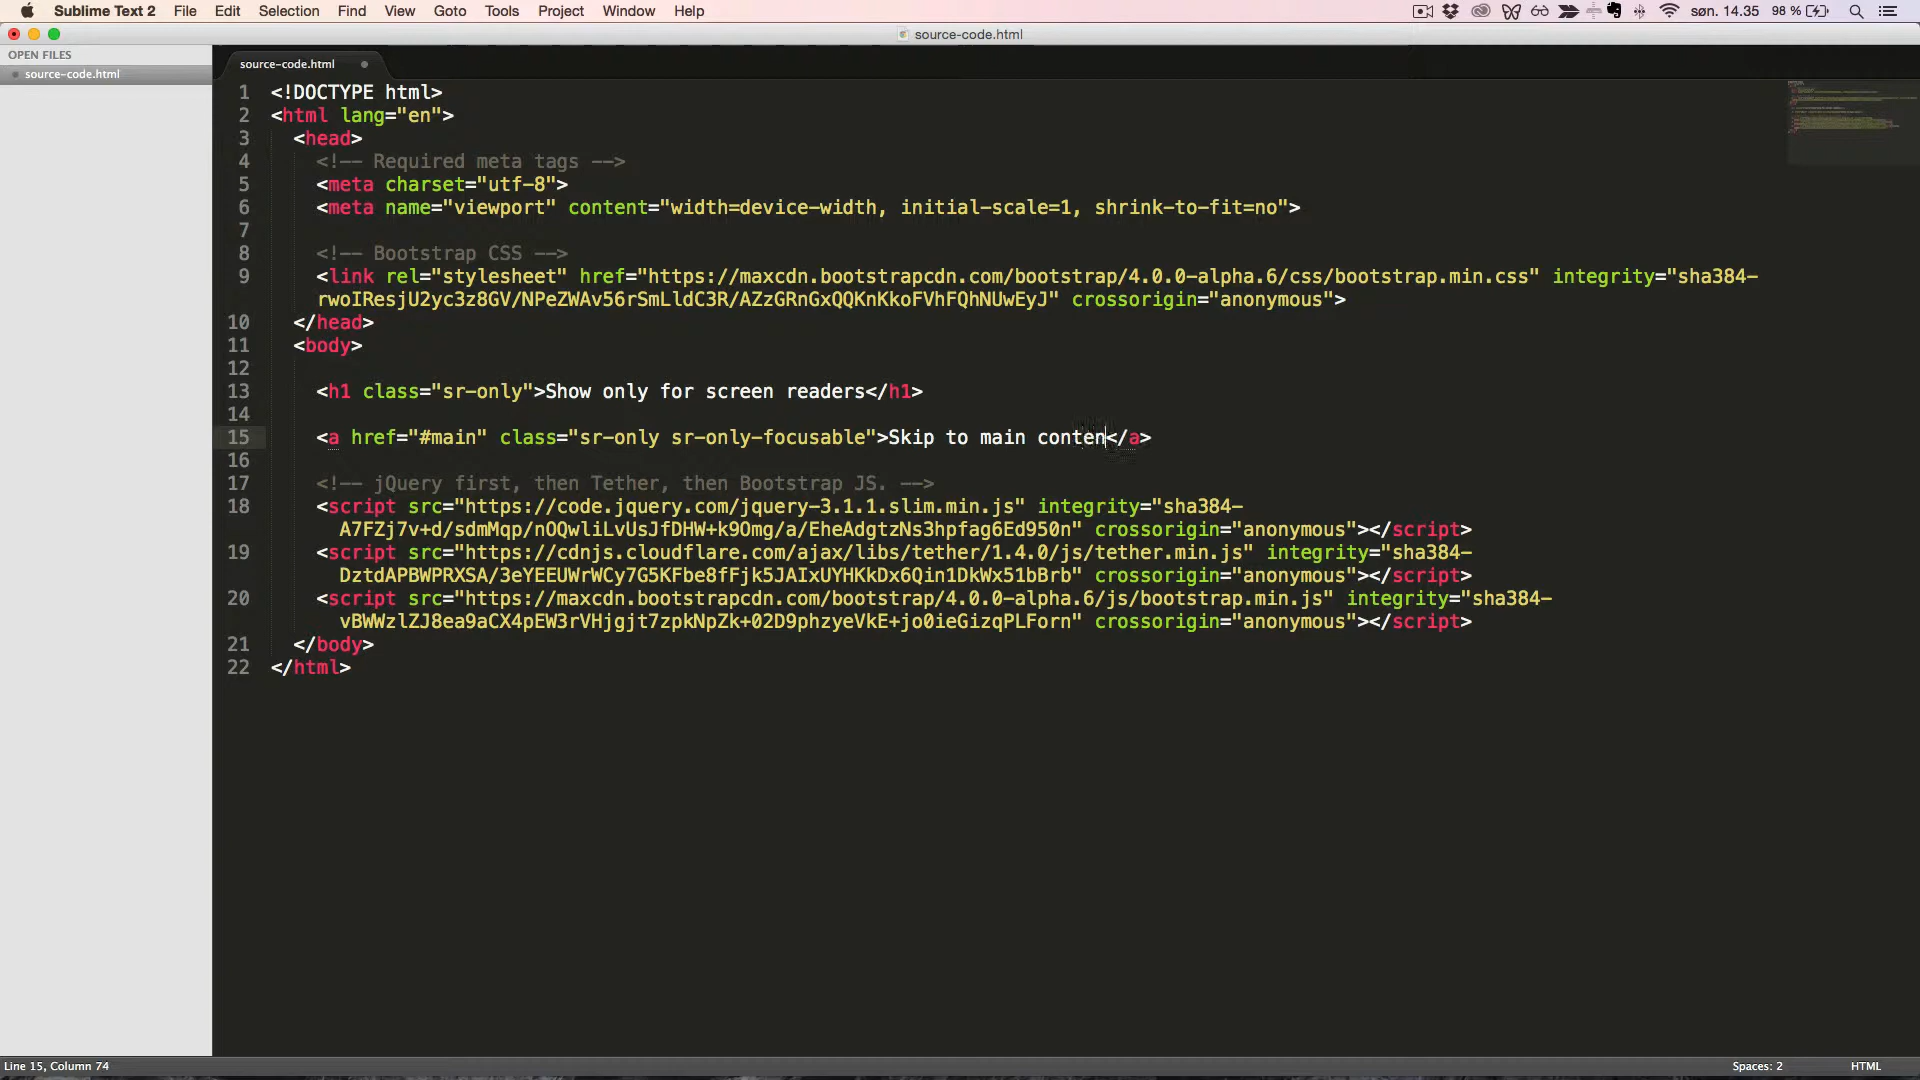 Sublime Text 2 File Edit Selection Find View Goto Tools Project Window Help søn. 14.35 98 %
source-code.html
OPEN FILES
source-code.html
source-code.html
1 <!DOCTYPE html>
2 <html lang="en">
3 <head>
4 <!-- Required meta tags -->
5 <meta charset="utf-8">
6 <meta name="viewport" content="width=device-width, initial-scale=1, shrink-to-fit=no">
7
8 <!-- Bootstrap CSS -->
9 <link rel="stylesheet" href="https://maxcdn.bootstrapcdn.com/bootstrap/4.0.0-alpha.6/css/bootstrap.min.css" integrity="sha384-
rwoIResjU2yc3z8GV/NPeZWAv56rSmLldC3R/AZzGRnGxQQKnKkoFVhFQhNUwEyJ" crossorigin="anonymous">
10 </head>
11 <body>
12
13 <h1 class="sr-only">Show only for screen readers</h1>
14
15 <a href="#main" class="sr-only sr-only-focusable">Skip to main conten</a>
16
17 <!-- jQuery first, then Tether, then Bootstrap JS. -->
18 <script src="https://code.jquery.com/jquery-3.1.1.slim.min.js" integrity="sha384-
A7FZj7v+d/sdmMqp/nOQwliLvUsJfDHW+k9Omg/a/EheAdgtzNs3hpfag6Ed950n" crossorigin="anonymous"></script>
19 <script src="https://cdnjs.cloudflare.com/ajax/libs/tether/1.4.0/js/tether.min.js" integrity="sha384-
DztdAPBWPRXSA/3eYEEUWrWCy7G5KFbe8fFjk5JAIxUYHKkDx6Qin1DkWx51bBrb" crossorigin="anonymous"></script>
20 <script src="https://maxcdn.bootstrapcdn.com/bootstrap/4.0.0-alpha.6/js/bootstrap.min.js" integrity="sha384-
vBWWzlZJ8ea9aCX4pEW3rVHjgjt7zpkNpZk+02D9phzyeVkE+jo0ieGizqPLForn" crossorigin="anonymous"></script>
21 </body>
22 </html>
Line 15, Column 74 Spaces: 2 HTML